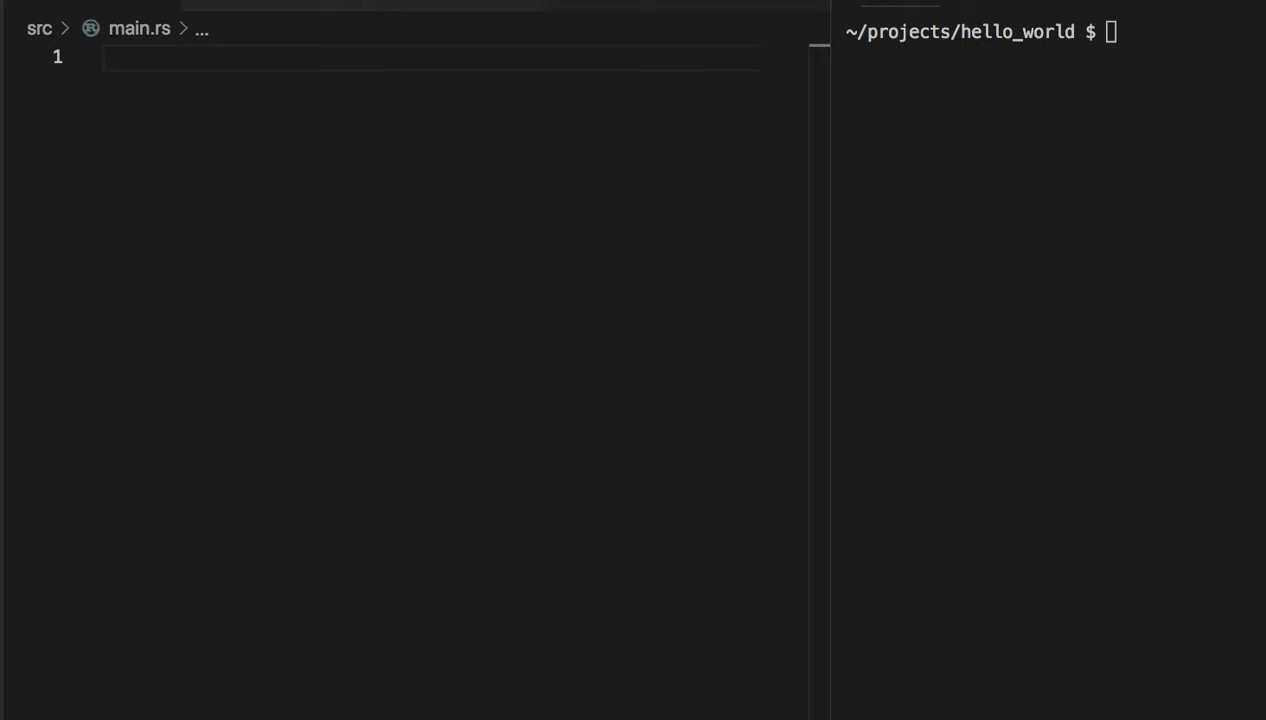 src > main.rs > ...
1
~/projects/hello_world $